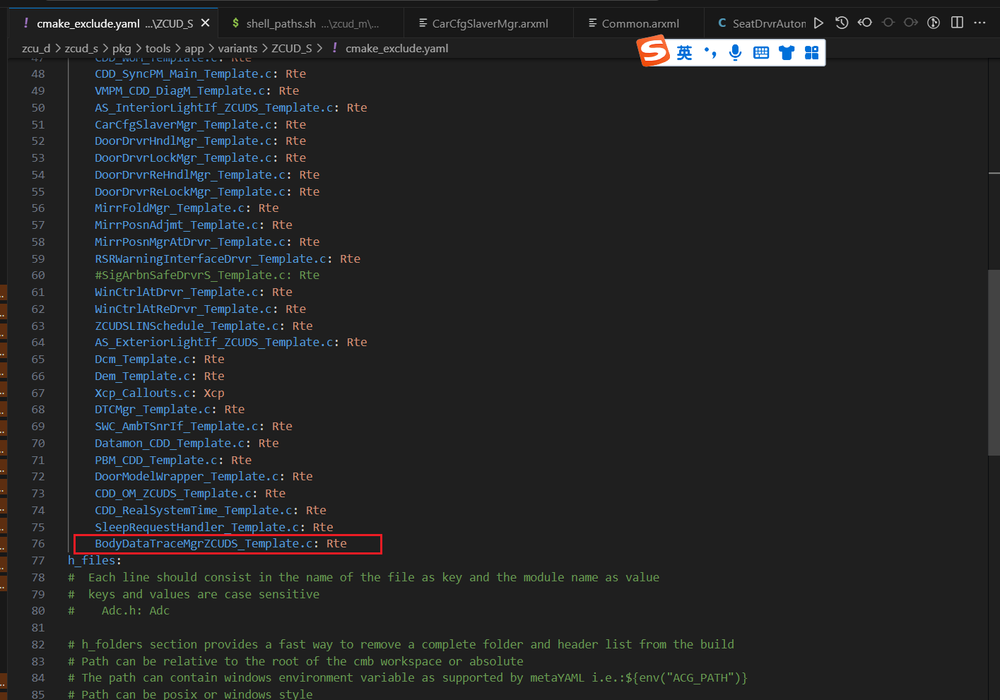 ! cmake_exclude.yaml ...\ZCUD_S ✕ $ shell_paths.sh ...\zcud_m\... CarCfgSlaverMgr.arxml Common.arxml C SeatDrvrAuton
zcu_d > zcud_s > pkg > tools > app > variants > ZCUD_S > ! cmake_exclude.yaml
英
47 CDD_WdM_Template.c: Rte
48 CDD_SyncPM_Main_Template.c: Rte
49 VMPM_CDD_DiagM_Template.c: Rte
50 AS_InteriorLightIf_ZCUDS_Template.c: Rte
51 CarCfgSlaverMgr_Template.c: Rte
52 DoorDrvrHndlMgr_Template.c: Rte
53 DoorDrvrLockMgr_Template.c: Rte
54 DoorDrvrReHndlMgr_Template.c: Rte
55 DoorDrvrReLockMgr_Template.c: Rte
56 MirrFoldMgr_Template.c: Rte
57 MirrPosnAdjmt_Template.c: Rte
58 MirrPosnMgrAtDrvr_Template.c: Rte
59 RSRWarningInterfaceDrvr_Template.c: Rte
60 #SigArbnSafeDrvrS_Template.c: Rte
61 WinCtrlAtDrvr_Template.c: Rte
62 WinCtrlAtReDrvr_Template.c: Rte
63 ZCUDSLINSchedule_Template.c: Rte
64 AS_ExteriorLightIf_ZCUDS_Template.c: Rte
65 Dcm_Template.c: Rte
66 Dem_Template.c: Rte
67 Xcp_Callouts.c: Xcp
68 DTCMgr_Template.c: Rte
69 SWC_AmbTSnrIf_Template.c: Rte
70 Datamon_CDD_Template.c: Rte
71 PBM_CDD_Template.c: Rte
72 DoorModelWrapper_Template.c: Rte
73 CDD_OM_ZCUDS_Template.c: Rte
74 CDD_RealSystemTime_Template.c: Rte
75 SleepRequestHandler_Template.c: Rte
76 BodyDataTraceMgrZCUDS_Template.c: Rte
77 h_files:
78 # Each line should consist in the name of the file as key and the module name as value
79 # keys and values are case sensitive
80 # Adc.h: Adc
81
82 # h_folders section provides a fast way to remove a complete folder and header list from the build
83 # Path can be relative to the root of the cmb workspace or absolute
84 # The path can contain windows environment variable as supported by metaYAML i.e.:${env("ACG_PATH")}
85 # Path can be posix or windows style